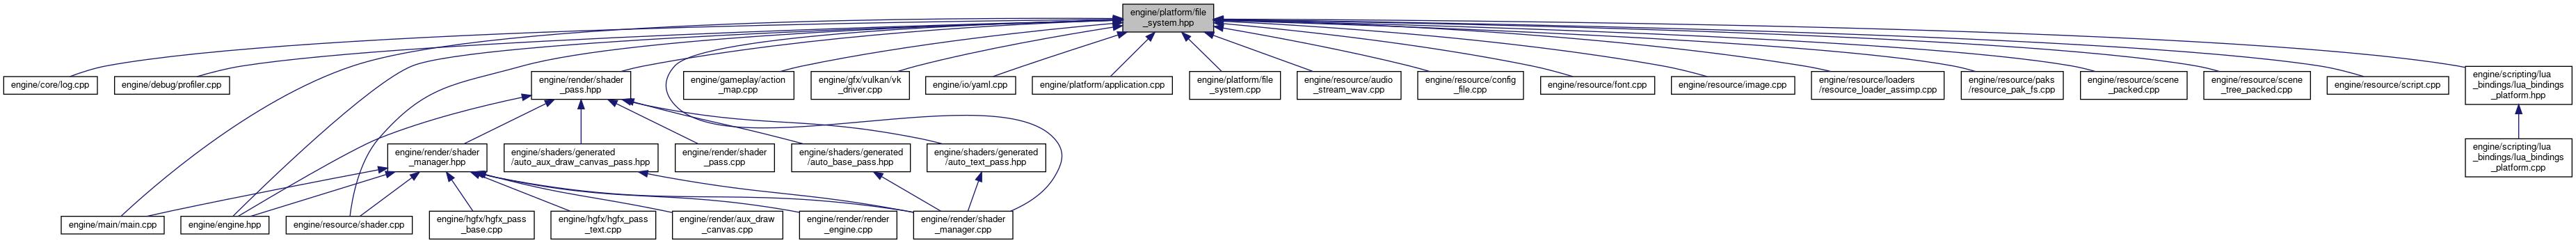 engine/platform/file
_system.hpp
engine/core/log.cpp
engine/debug/profiler.cpp
engine/render/shader
_pass.hpp
engine/gameplay/action
_map.cpp
engine/gfx/vulkan/vk
_driver.cpp
engine/io/yaml.cpp
engine/platform/application.cpp
engine/platform/file
_system.cpp
engine/resource/audio
_stream_wav.cpp
engine/resource/config
_file.cpp
engine/resource/font.cpp
engine/resource/image.cpp
engine/resource/loaders
/resource_loader_assimp.cpp
engine/resource/paks
/resource_pak_fs.cpp
engine/resource/scene
_packed.cpp
engine/resource/scene
_tree_packed.cpp
engine/resource/script.cpp
engine/scripting/lua
_bindings/lua_bindings
_platform.hpp
engine/render/shader
_manager.hpp
engine/shaders/generated
/auto_aux_draw_canvas_pass.hpp
engine/render/shader
_pass.cpp
engine/shaders/generated
/auto_base_pass.hpp
engine/shaders/generated
/auto_text_pass.hpp
engine/scripting/lua
_bindings/lua_bindings
_platform.cpp
engine/main/main.cpp
engine/engine.hpp
engine/resource/shader.cpp
engine/hgfx/hgfx_pass
_base.cpp
engine/hgfx/hgfx_pass
_text.cpp
engine/render/aux_draw
_canvas.cpp
engine/render/render
_engine.cpp
engine/render/shader
_manager.cpp